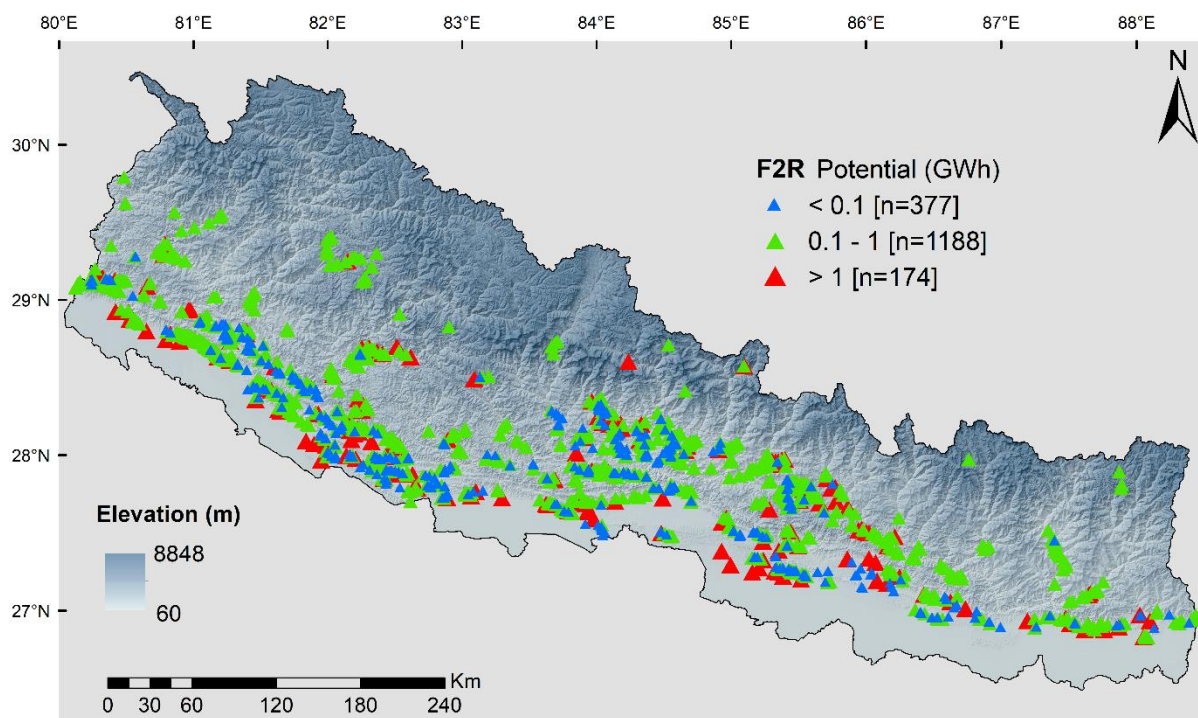 80°E 81°E 82°E 83°E 84°E 85°E 86°E 87°E 88°E
N
30°N
F2R Potential (GWh)
< 0.1 [n=377]
0.1 - 1 [n=1188]
> 1 [n=174]
29°N
28°N
Elevation (m)
8848
60
27°N
Km
0 30 60 120 180 240